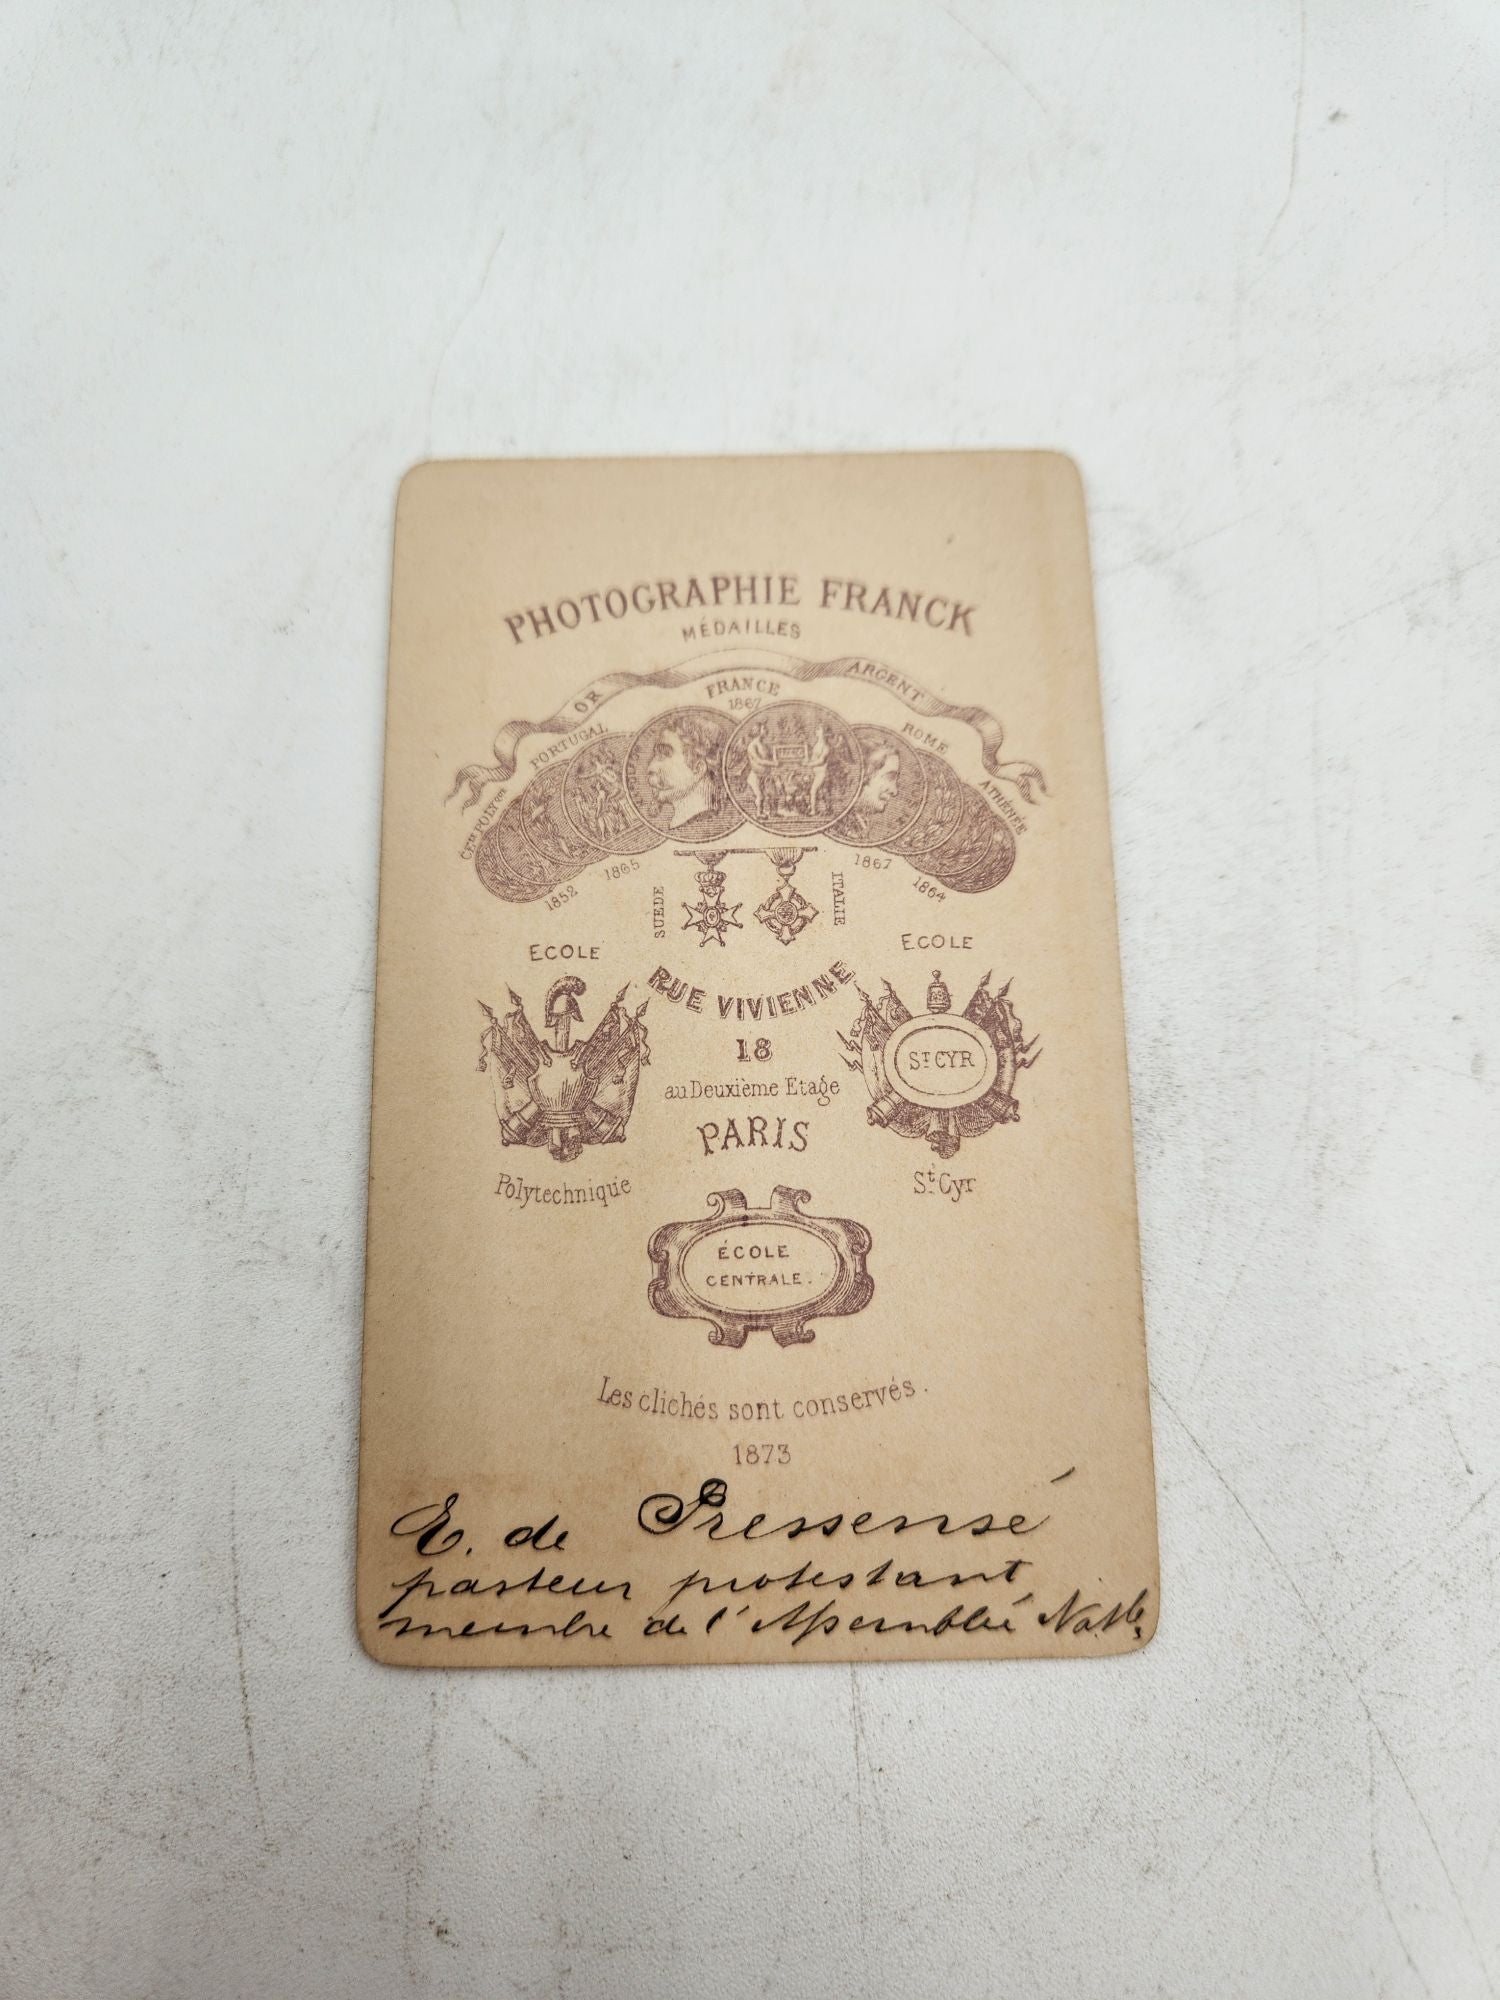 PHOTOGRAPHIE FRANCK
MÉDAILLES
OR
ARGENT
FRANCE
1867
PORTUGAL
ROME
ATHÉNÉE
1852
1865
1867
1864
SUÈDE
ITALIE
ECOLE
ECOLE
RUE VIVIENNE
18
au Deuxième Etage
PARIS
ST CYR
Polytechnique
St Cyr
ÉCOLE
CENTRALE.
Les clichés sont conservés.
1873
E. de Pressensé
pasteur protestant
membre de l'Assemblée Natle